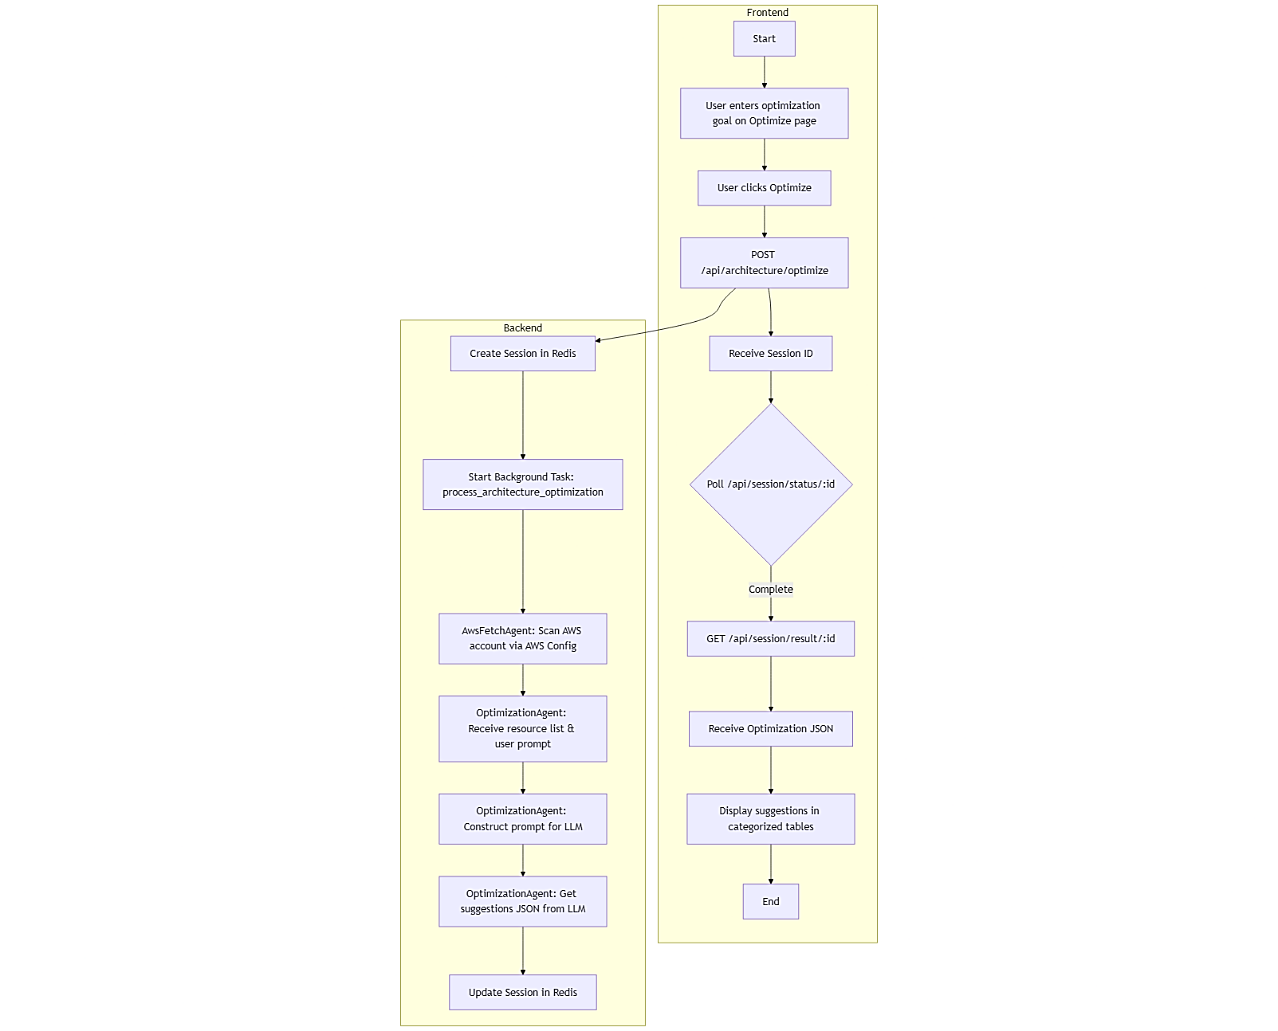 Frontend
Start
User enters optimization
goal on Optimize page
User clicks Optimize
POST
/api/architecture/optimize
Receive Session ID
Poll /api/session/status/:id
Complete
GET /api/session/result/:id
Receive Optimization JSON
Display suggestions in
categorized tables
End
Backend
Create Session in Redis
Start Background Task:
process_architecture_optimization
AwsFetchAgent: Scan AWS
account via AWS Config
OptimizationAgent:
Receive resource list &
user prompt
OptimizationAgent:
Construct prompt for LLM
OptimizationAgent: Get
suggestions JSON from LLM
Update Session in Redis